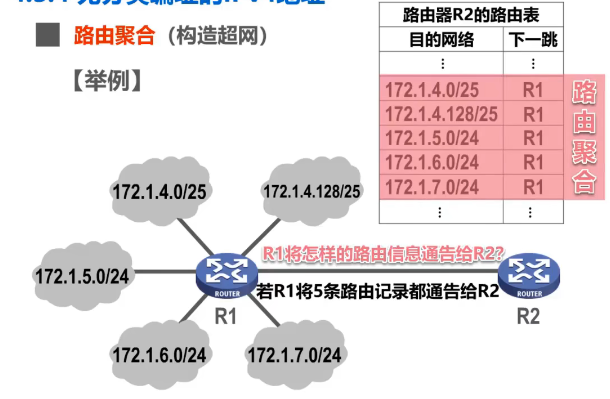 路由聚合（构造超网）
【举例】
路由器R2的路由表
目的网络 下一跳
⋮ ⋮
172.1.4.0/25 R1
172.1.4.128/25 R1
172.1.5.0/24 R1
172.1.6.0/24 R1
172.1.7.0/24 R1
⋮ ⋮
路由聚合
172.1.4.0/25
172.1.4.128/25
R1将怎样的路由信息通告给R2?
172.1.5.0/24
ROUTER
若R1将5条路由记录都通告给R2
ROUTER
R1
R2
172.1.6.0/24
172.1.7.0/24